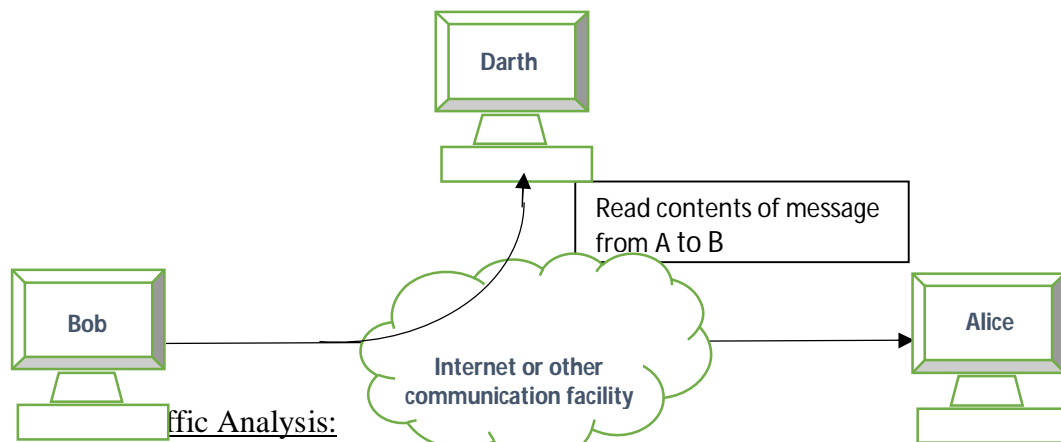 Darth
Read contents of message
from A to B
Bob
Alice
Internet or other
communication facility
ffic Analysis: